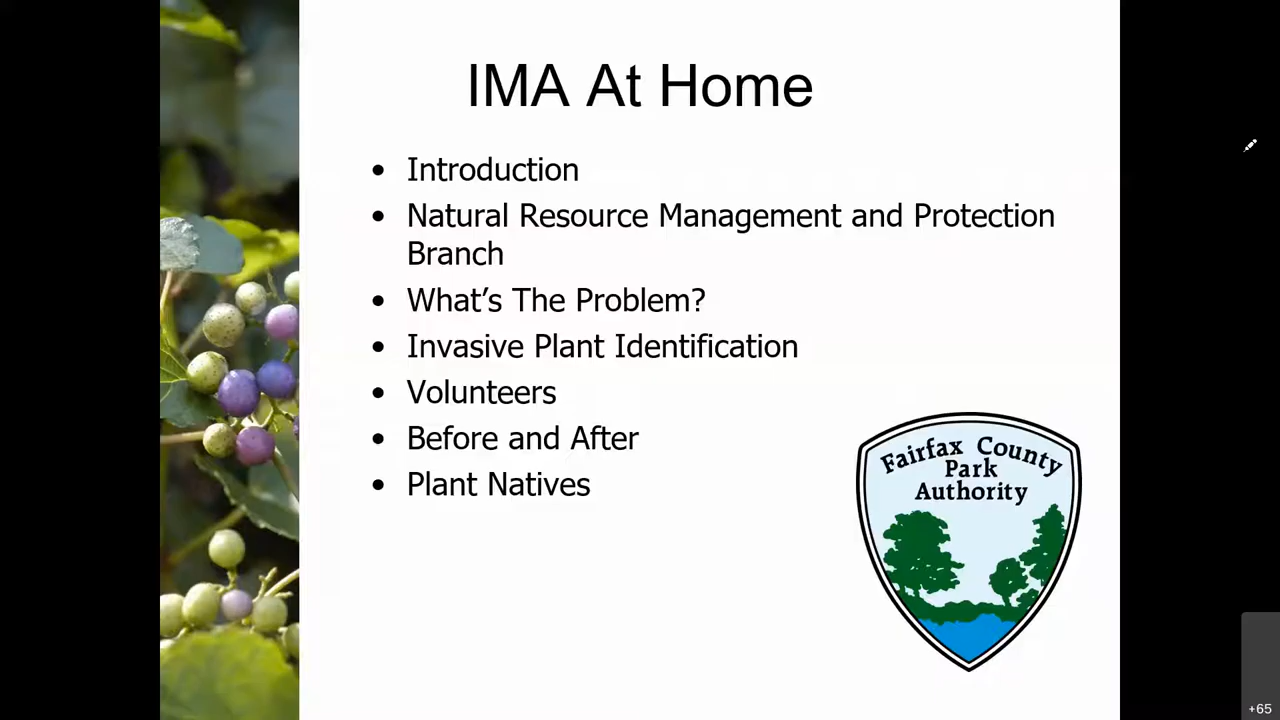 IMA At Home
• Introduction
• Natural Resource Management and Protection
Branch
• What’s The Problem?
• Invasive Plant Identification
• Volunteers
• Before and After
• Plant Natives
Fairfax County
Park
Authority
+65